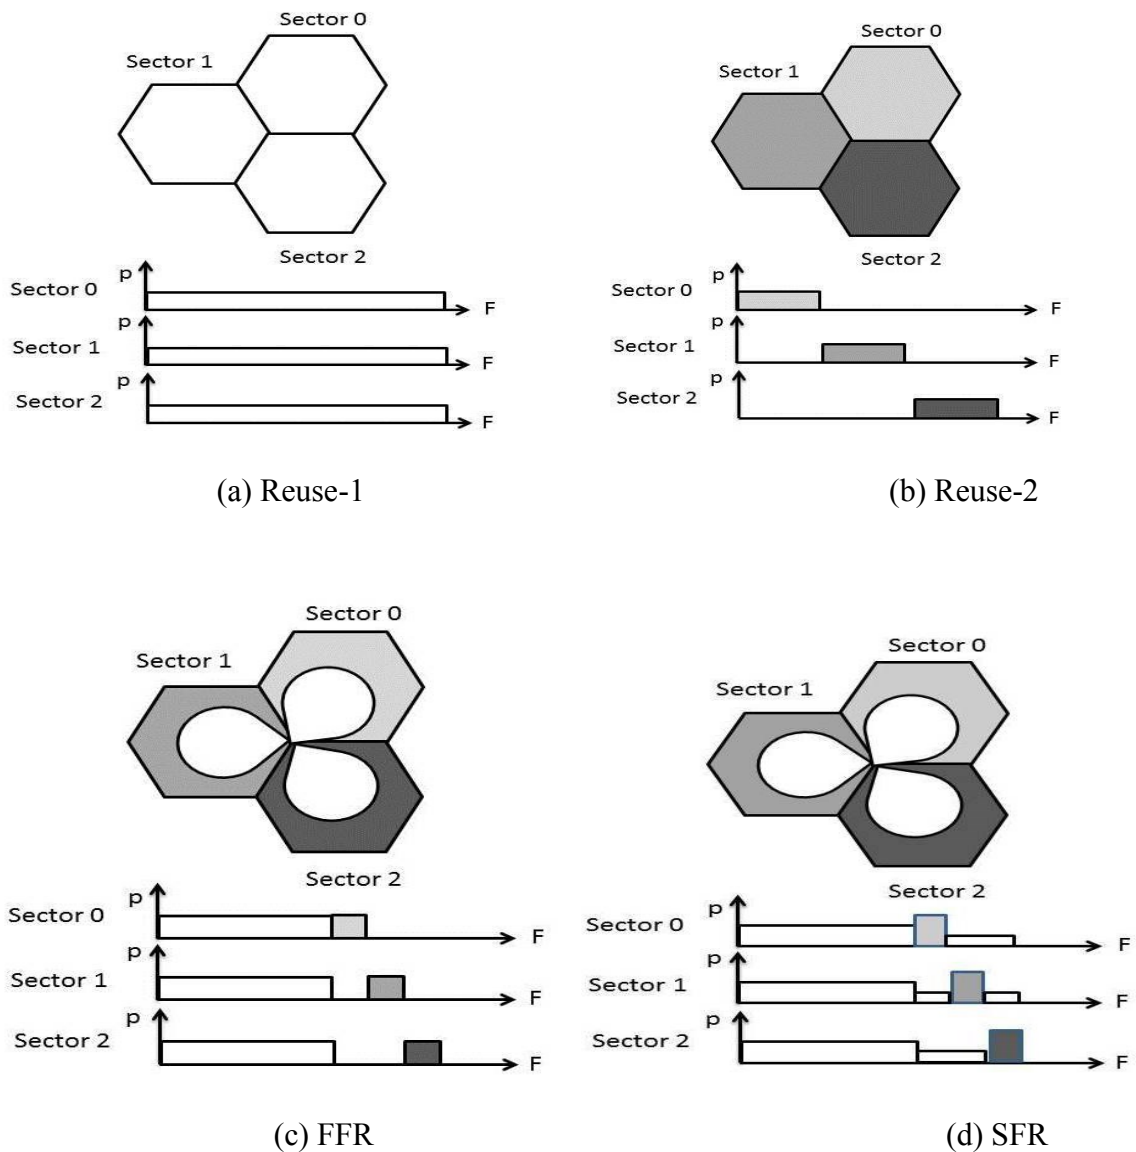 Sector 0
Sector 1
Sector 2
p
Sector 0
F
p
Sector 1
F
p
Sector 2
F
(a) Reuse-1
Sector 0
Sector 1
Sector 2
p
Sector 0
F
p
Sector 1
F
p
Sector 2
F
(b) Reuse-2
Sector 0
Sector 1
Sector 2
p
Sector 0
F
p
Sector 1
F
p
Sector 2
F
(c) FFR
Sector 0
Sector 1
Sector 2
p
Sector 0
F
p
Sector 1
F
p
Sector 2
F
(d) SFR